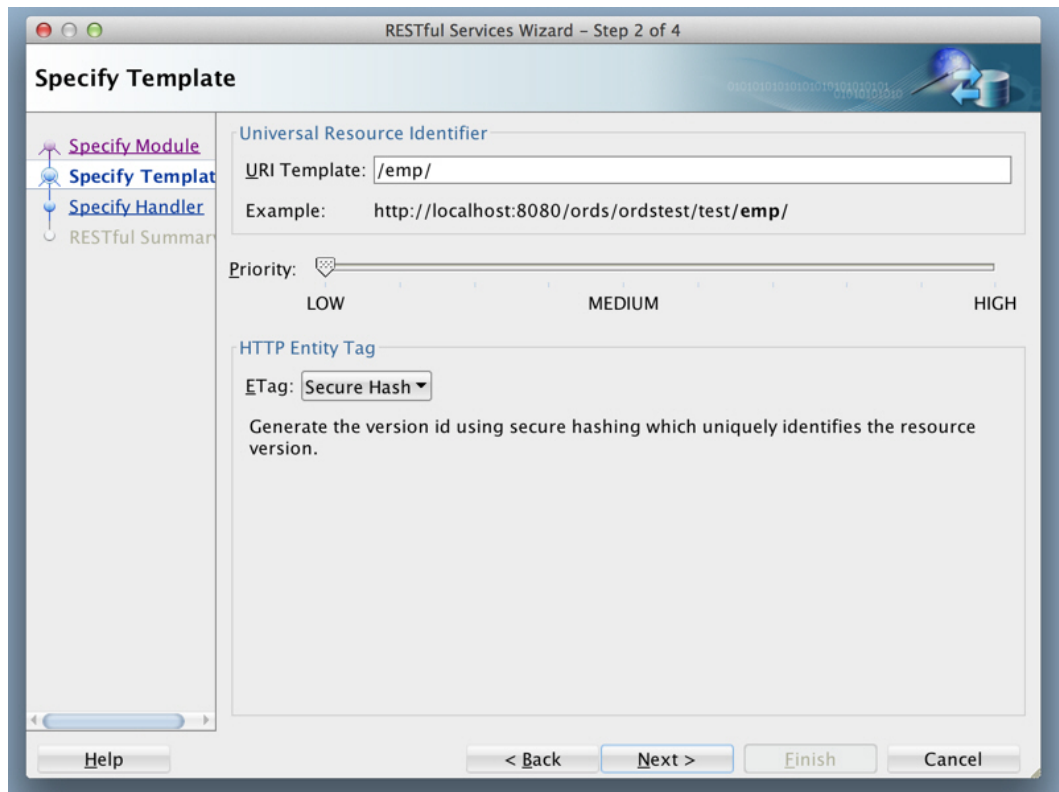 RESTful Services Wizard – Step 2 of 4
Specify Template
Specify Module
Specify Templat
Specify Handler
RESTful Summar
Universal Resource Identifier
URI Template: /emp/
Example: http://localhost:8080/ords/ordstest/test/emp/
Priority:
LOW MEDIUM HIGH
HTTP Entity Tag
ETag: Secure Hash
Generate the version id using secure hashing which uniquely identifies the resource
version.
Help < Back Next > Finish Cancel